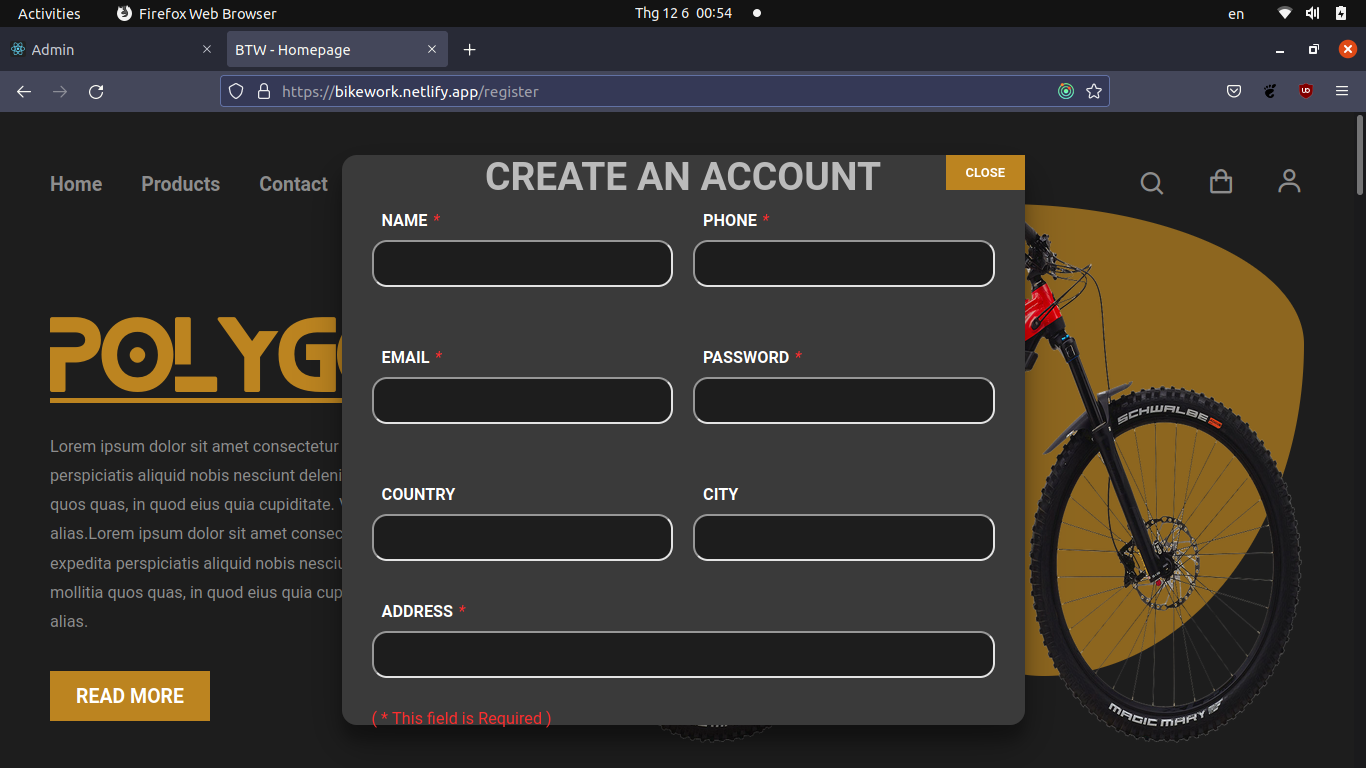 Activities
Firefox Web Browser
Thg 12 6 00:54
en
Admin
BTW - Homepage
https://bikework.netlify.app/register
Home
Products
Contact
CREATE AN ACCOUNT
CLOSE
NAME *
PHONE *
EMAIL *
PASSWORD *
COUNTRY
CITY
ADDRESS *
( * This field is Required )
POLYG
Lorem ipsum dolor sit amet consectetur
perspiciatis aliquid nobis nesciunt deleni
quos quas, in quod eius quia cupiditate.
alias.Lorem ipsum dolor sit amet consec
expedita perspiciatis aliquid nobis nesciu
mollitia quos quas, in quod eius quia cup
alias.
READ MORE
SCHWALBE
MAGIC MARY